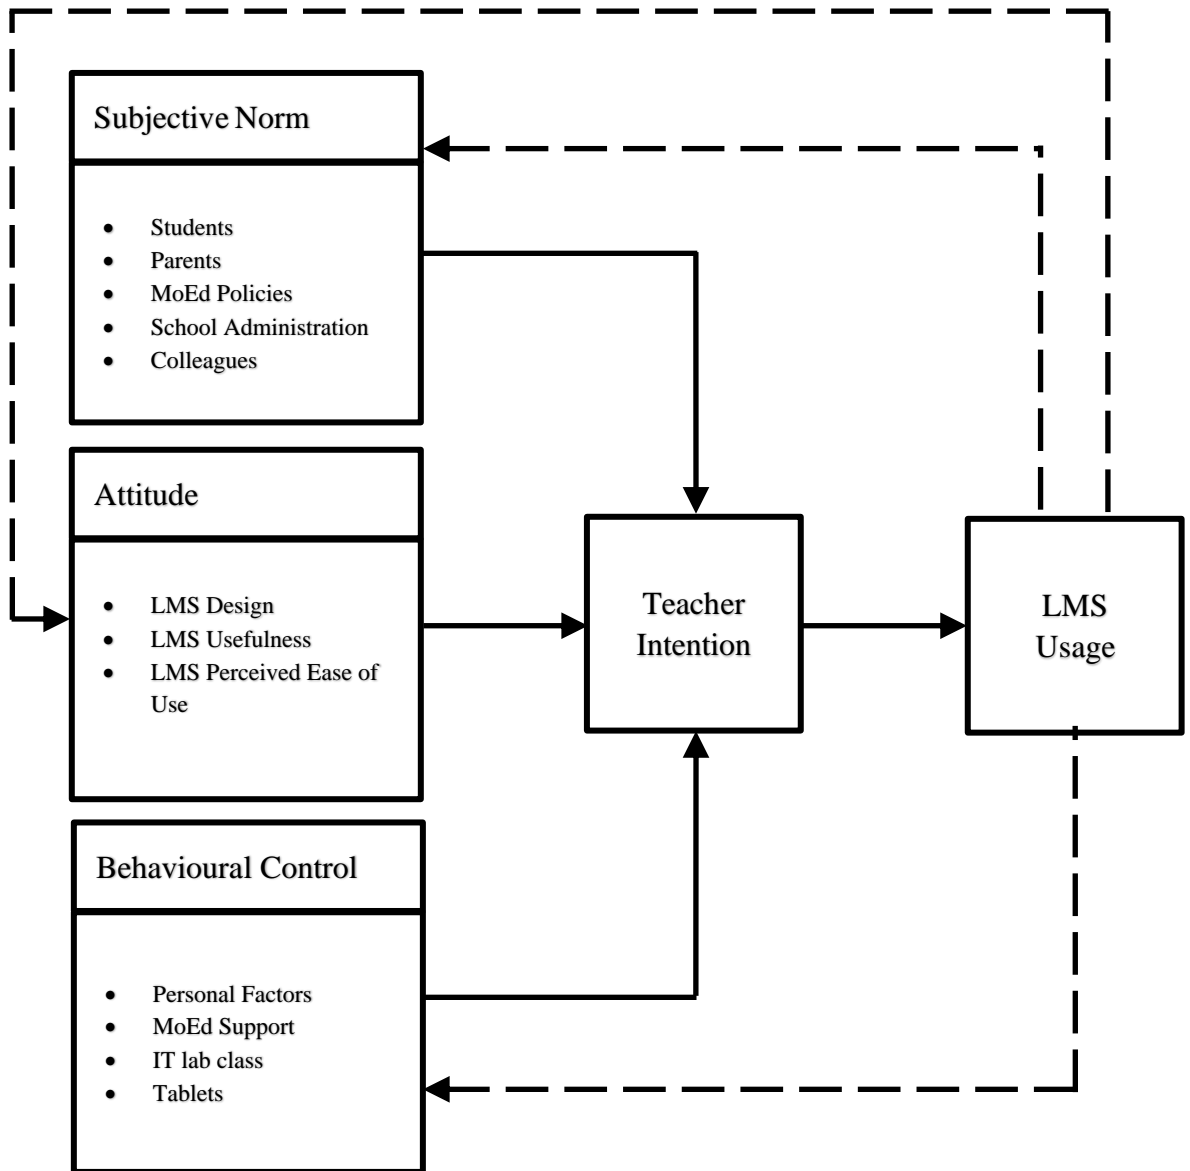 Subjective Norm
• Students
• Parents
• MoEd Policies
• School Administration
• Colleagues
Attitude
• LMS Design
• LMS Usefulness
• LMS Perceived Ease of
Use
Behavioural Control
• Personal Factors
• MoEd Support
• IT lab class
• Tablets
Teacher
Intention
LMS
Usage